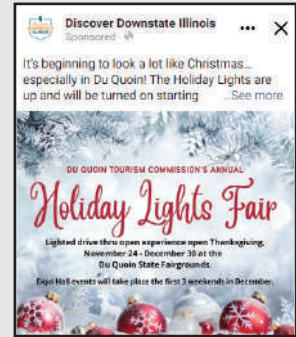 Discover Downstate Illinois
Sponsored
It's beginning to look a lot like Christmas...
especially in Du Quoin! The Holiday Lights are
up and will be turned on starting ...See more
DU QUOIN TOURISM COMMISSION'S ANNUAL
Holiday Lights Fair
Lighted drive thru open experience open Thanksgiving,
November 24 - December 30 at the
Du Quoin State Fairgrounds.
Expo Hall events will take place the first 3 weekends in December.